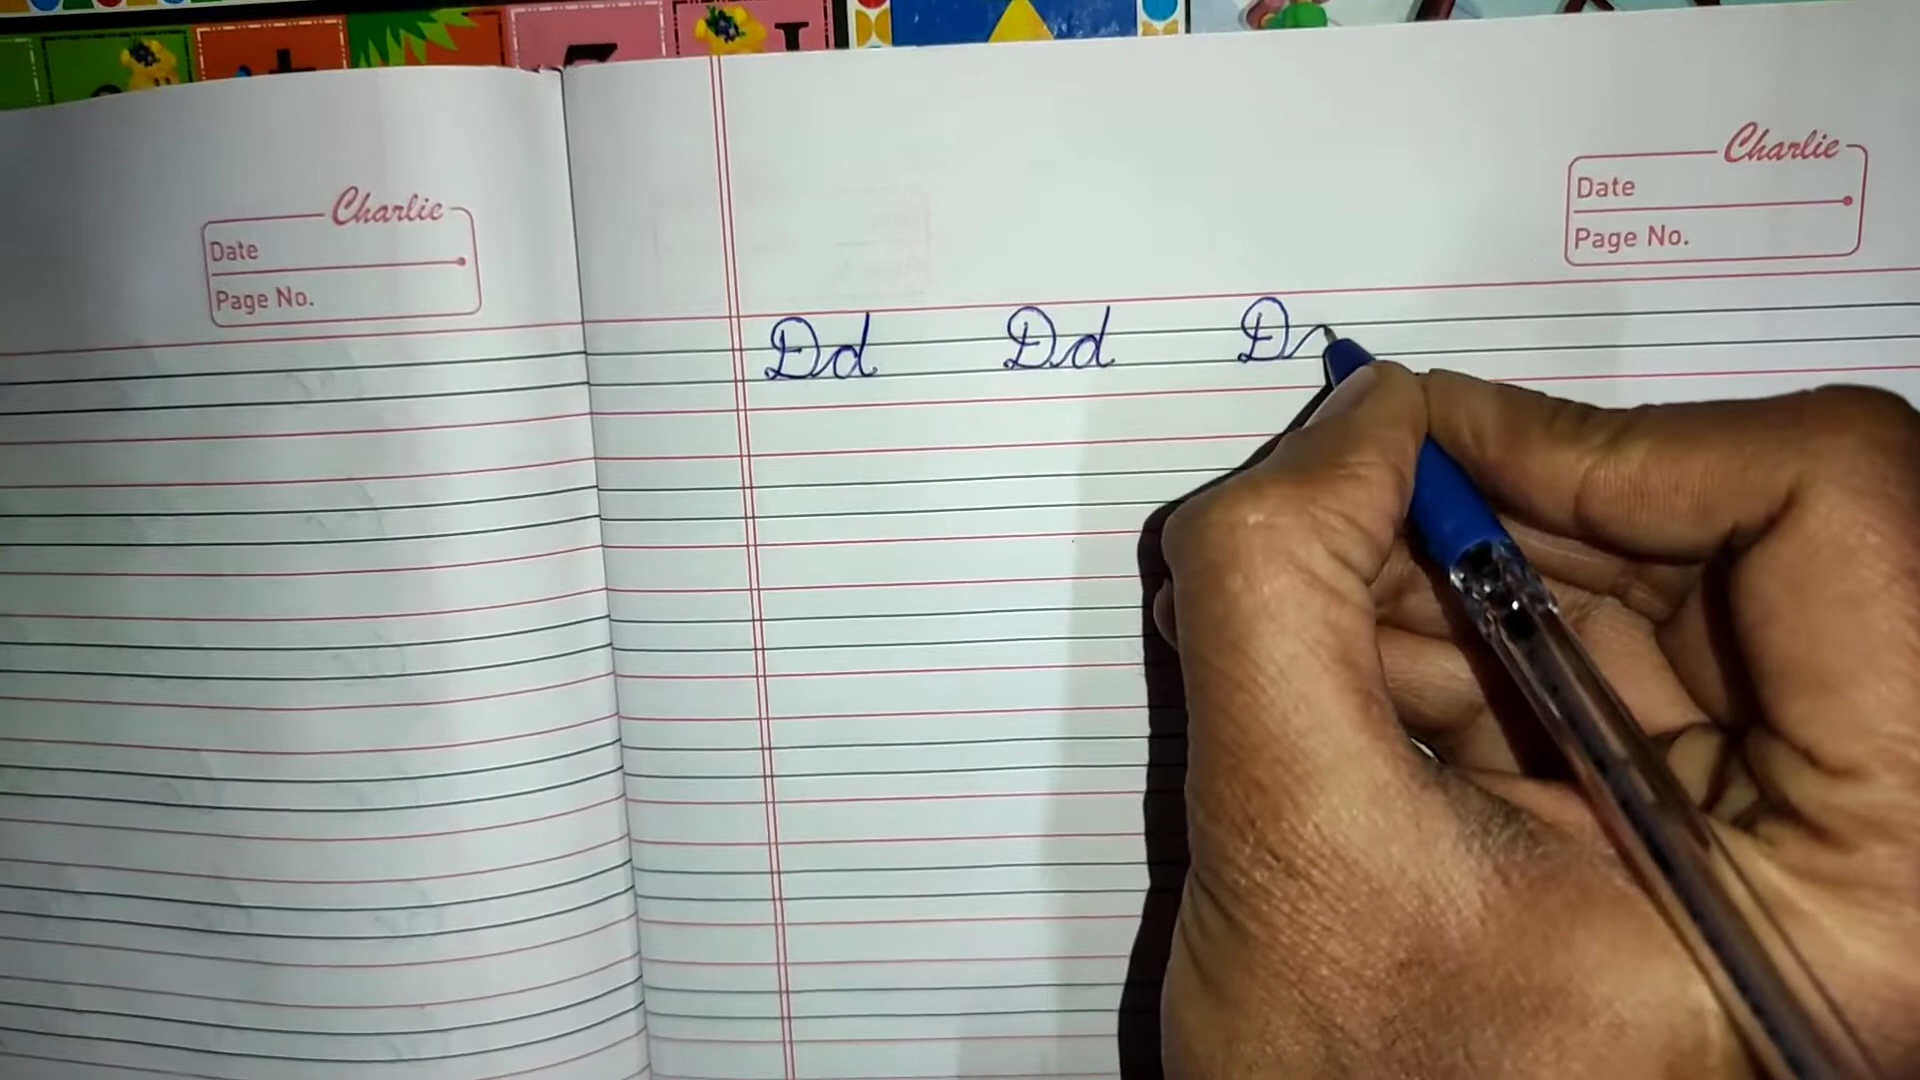 Charlie
Date
Page No.
Charlie
Date
Page No.
Dd Dd D